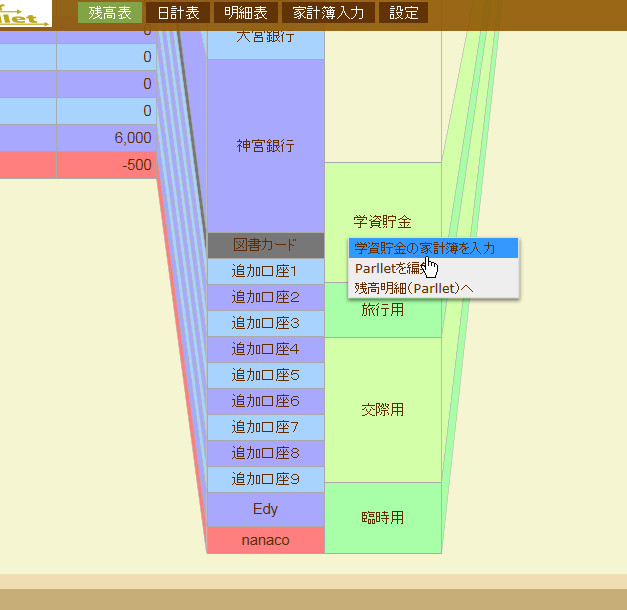 rllet
残高表 日計表 明細表 家計簿入力 設定
0
0
0
0
6,000
-500
大宮銀行
神宮銀行
図書カード
追加口座1
追加口座2
追加口座3
追加口座4
追加口座5
追加口座6
追加口座7
追加口座8
追加口座9
Edy
nanaco
学資貯金
学資貯金の家計簿を入力
Parlletを編
残高明細(Parllet)へ
旅行用
交際用
臨時用